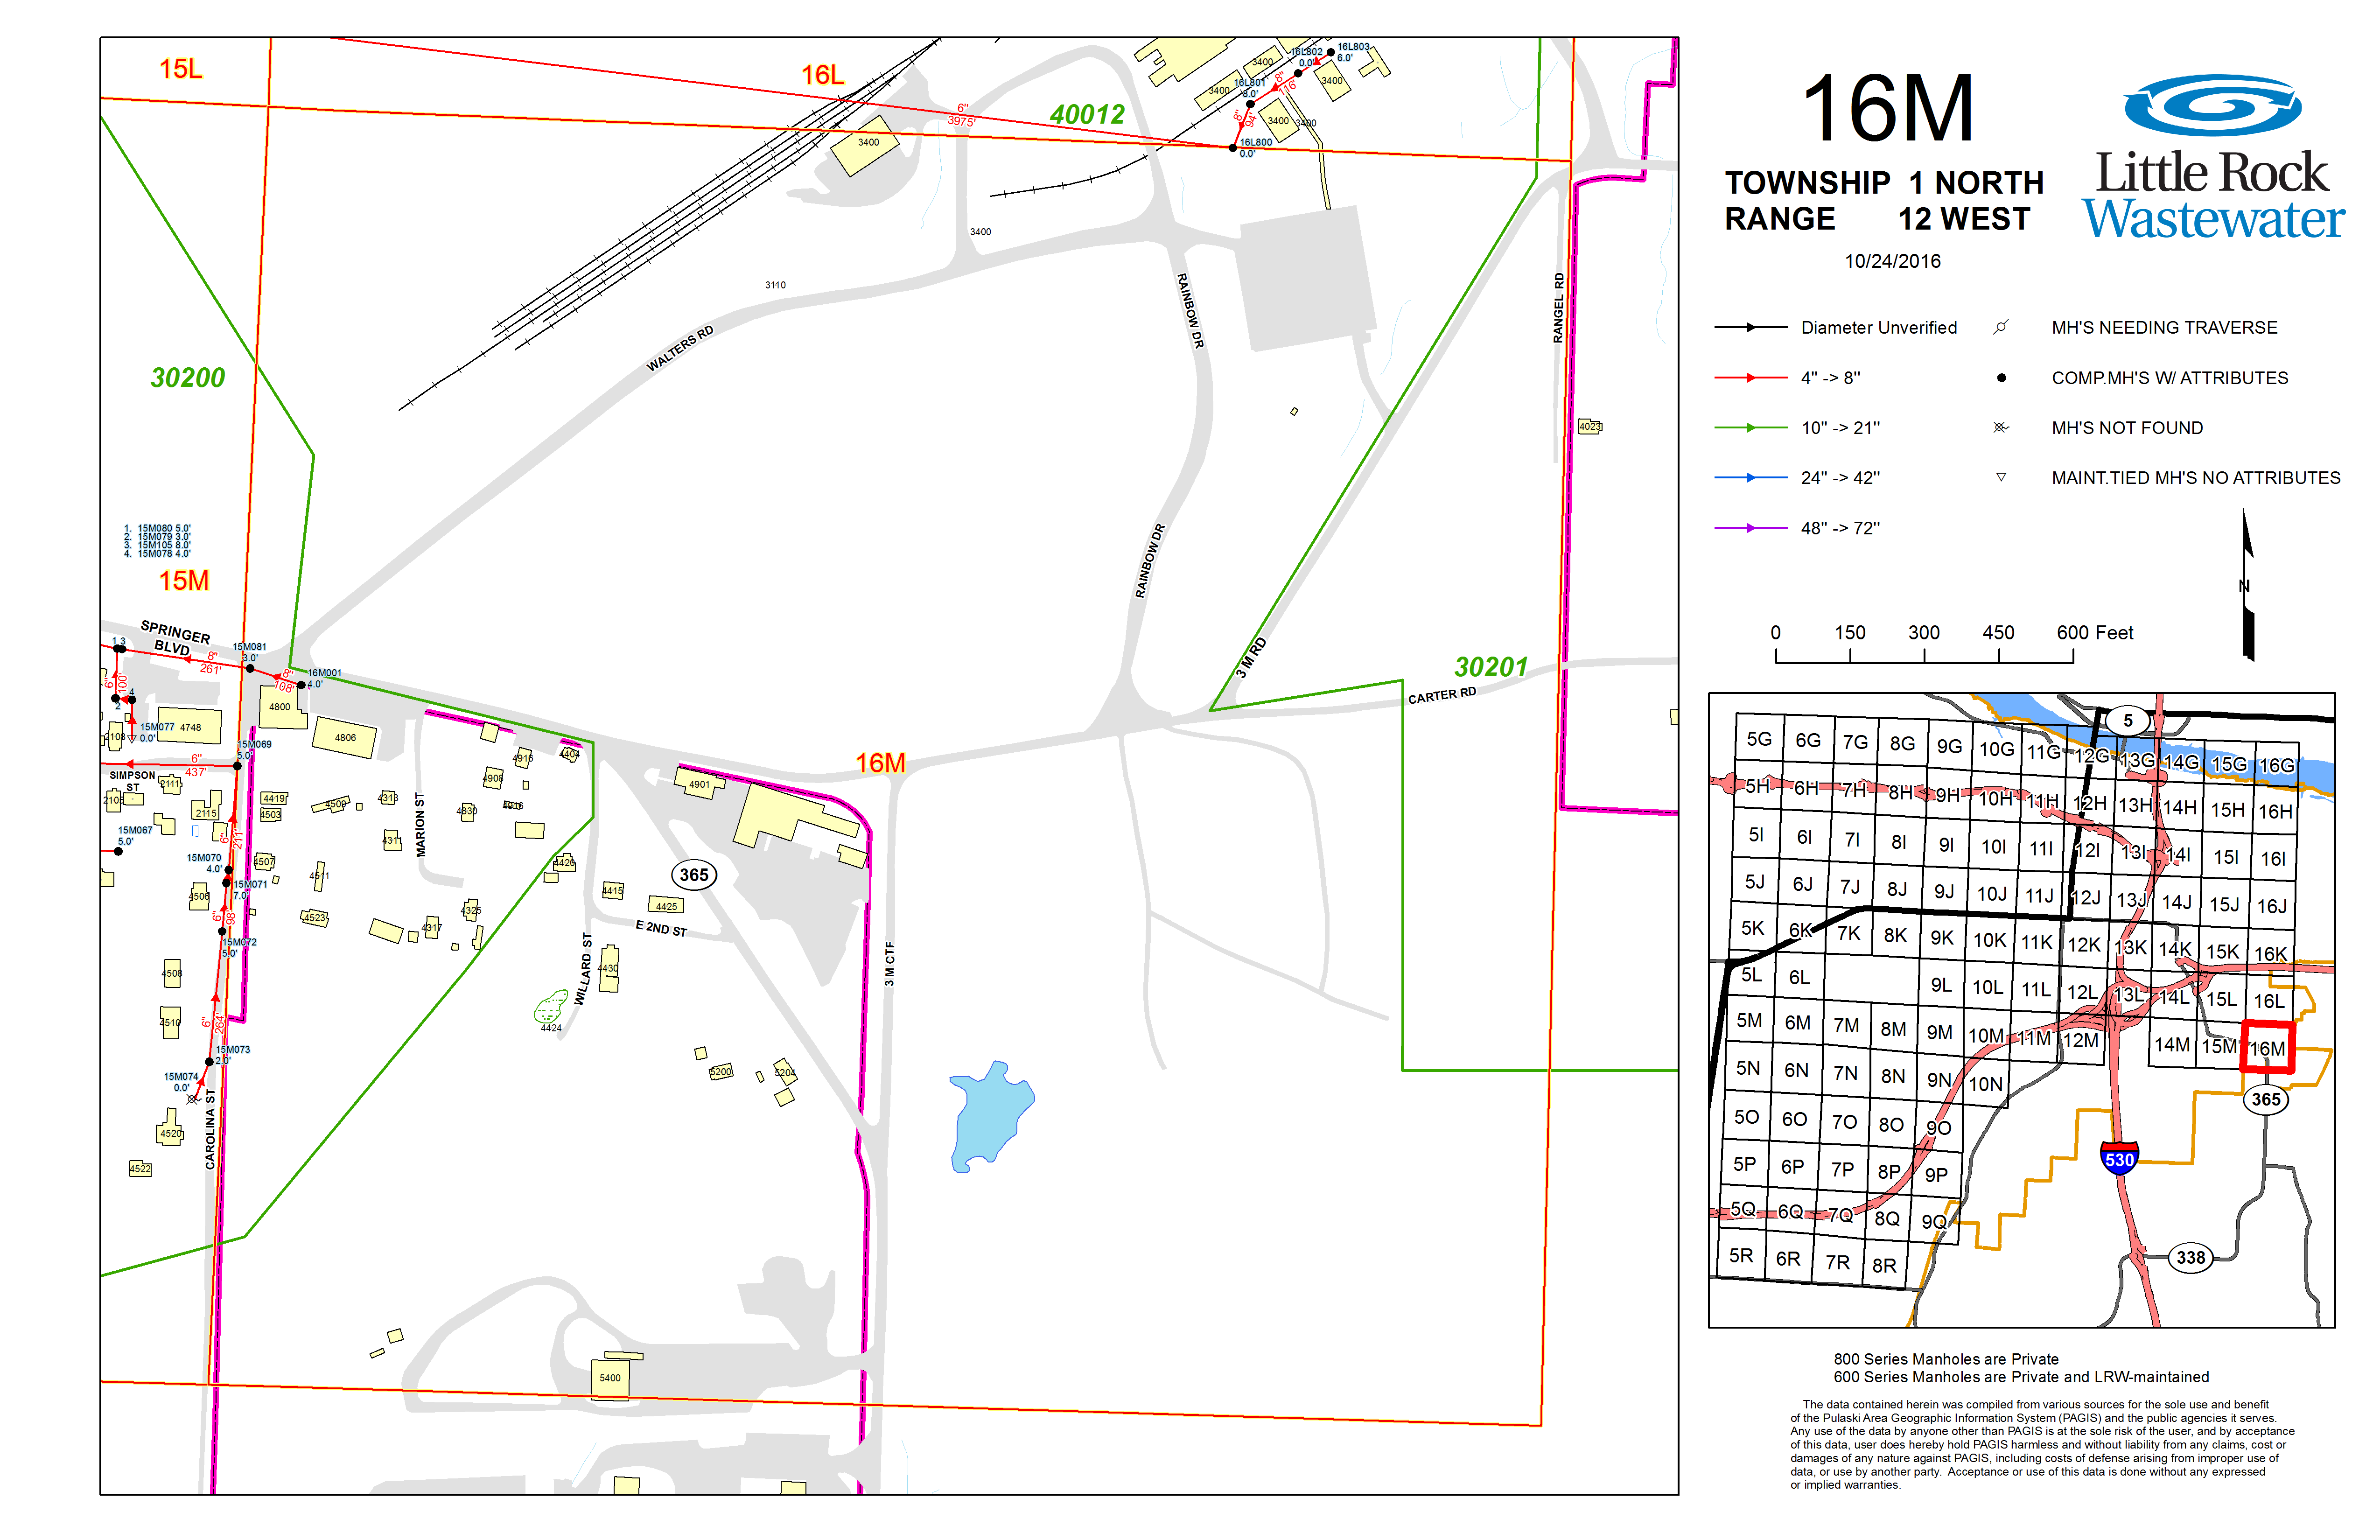 15L
16L
16L802
0.0'
16L803
6.0'
3400
3400
3400
16L801
8.0'
8"
116'
8"
94'
3400
3400
40012
6"
3975'
16L800
0.0'
3400
3400
3110
WALTERS RD
RAINBOW DR
RANGEL RD
30200
4023
1. 15M080 5.0'
2. 15M079 3.0'
3. 15M105 8.0'
4. 15M078 4.0'
15M
RAINBOW DR
SPRINGER
BLVD
1 3
15M081
3.0'
8"
261'
8"
108'
16M001
4.0'
3 M RD
30201
CARTER RD
6"
100'
4
2
4800
15M077
0.0'
4748
2108
4806
15M069
5.0'
4916
4404
6"
437'
SIMPSON
ST
2111
2105
2115
4419
4503
4509
4313
4908
4830
4916
4901
16M
MARION ST
4311
15M067
5.0'
6"
211'
15M070
4.0'
15M071
7.0'
4507
4511
4426
365
4506
6"
98'
4523
4317
4325
4415
4425
E 2ND ST
15M072
5.0'
WILLARD ST
4430
3 M CTF
4508
4510
6"
264'
4424
15M073
2.0'
15M074
0.0'
5200
5204
CAROLINA ST
4520
4522
5400
16M
TOWNSHIP 1 NORTH
RANGE 12 WEST
10/24/2016
Little Rock
Wastewater
Diameter Unverified
MH'S NEEDING TRAVERSE
4" -> 8"
COMP.MH'S W/ ATTRIBUTES
10" -> 21"
MH'S NOT FOUND
24" -> 42"
MAINT.TIED MH'S NO ATTRIBUTES
48" -> 72"
N
0 150 300 450 600 Feet
5
5G 6G 7G 8G 9G 10G 11G 12G 13G 14G 15G 16G
5H 6H 7H 8H 9H 10H 11H 12H 13H 14H 15H 16H
5I 6I 7I 8I 9I 10I 11I 12I 13I 14I 15I 16I
5J 6J 7J 8J 9J 10J 11J 12J 13J 14J 15J 16J
5K 6K 7K 8K 9K 10K 11K 12K 13K 14K 15K 16K
5L 6L 9L 10L 11L 12L 13L 14L 15L 16L
5M 6M 7M 8M 9M 10M 11M 12M 14M 15M 16M
5N 6N 7N 8N 9N 10N
365
5O 6O 7O 8O 9O
530
5P 6P 7P 8P 9P
5Q 6Q 7Q 8Q 9Q
338
5R 6R 7R 8R
800 Series Manholes are Private
600 Series Manholes are Private and LRW-maintained
The data contained herein was compiled from various sources for the sole use and benefit
of the Pulaski Area Geographic Information System (PAGIS) and the public agencies it serves.
Any use of the data by anyone other than PAGIS is at the sole risk of the user, and by acceptance
of this data, user does hereby hold PAGIS harmless and without liability from any claims, cost or
damages of any nature against PAGIS, including costs of defense arising from improper use of
data, or use by another party. Acceptance or use of this data is done without any expressed
or implied warranties.